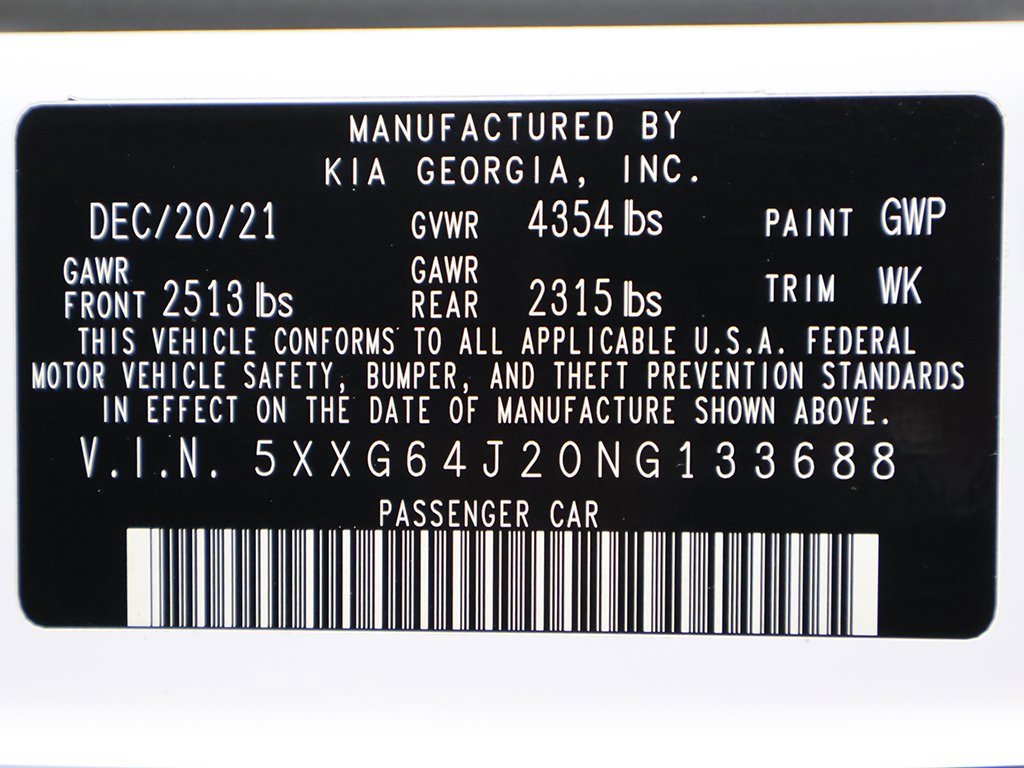 MANUFACTURED BY
KIA GEORGIA, INC.
DEC/20/21 GVWR 4354 lbs PAINT GWP
GAWR FRONT 2513 lbs GAWR REAR 2315 lbs TRIM WK
THIS VEHICLE CONFORMS TO ALL APPLICABLE U.S.A. FEDERAL
MOTOR VEHICLE SAFETY, BUMPER, AND THEFT PREVENTION STANDARDS
IN EFFECT ON THE DATE OF MANUFACTURE SHOWN ABOVE.
V.I.N. 5XXG64J20NG133688
PASSENGER CAR